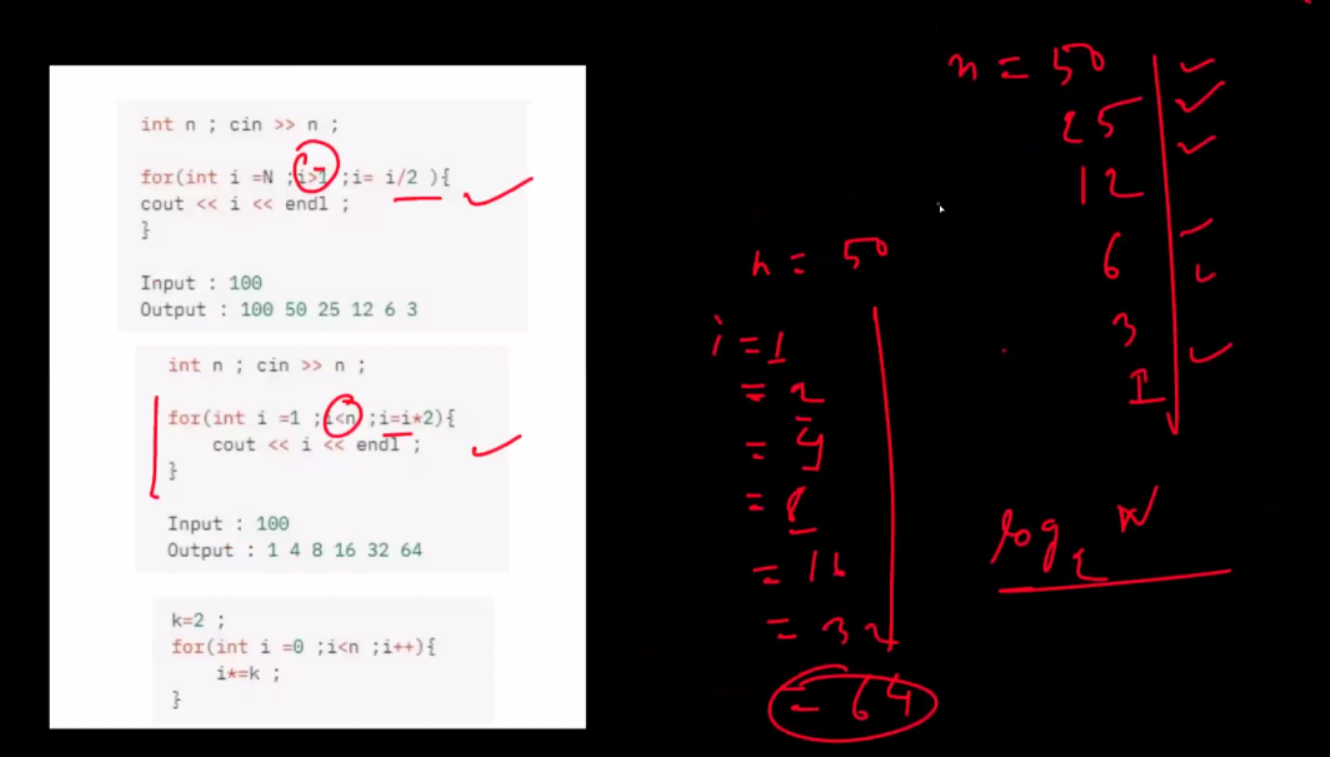 int n ; cin >> n ;
for(int i =N ;i>1 ;i= i/2 ){
cout << i << endl ;
}
Input : 100
Output : 100 50 25 12 6 3
int n ; cin >> n ;
for(int i =1 ;i<n ;i=i*2){
cout << i << endl ;
}
Input : 100
Output : 1 4 8 16 32 64
k=2 ;
for(int i =0 ;i<n ;i++){
i*=k ;
}
n = 50
i = 1
= 2
= 4
= 8
= 16
= 32
= 64
n = 50
25
12
6
3
1
log2 N